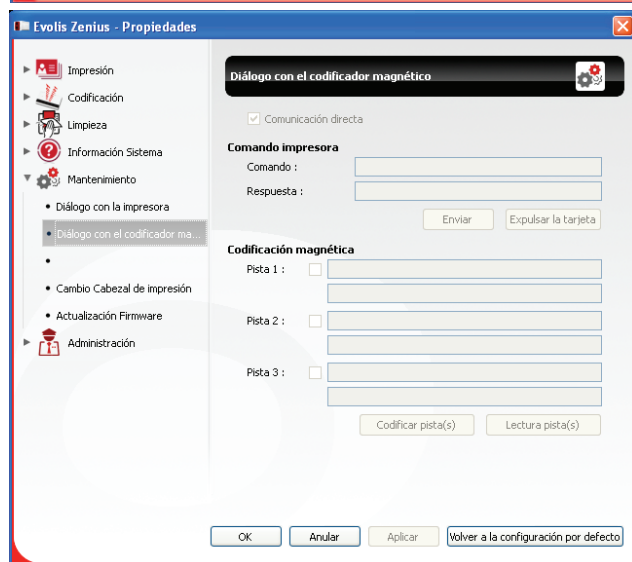 Evolis Zenius - Propiedades
Impresión
Codificación
Limpieza
Información Sistema
Mantenimiento
Diálogo con la impresora
Diálogo con el codificador ma...
Cambio Cabezal de impresión
Actualización Firmware
Administración
Diálogo con el codificador magnético
Comunicación directa
Comando impresora
Comando :
Respuesta :
Enviar Expulsar la tarjeta
Codificación magnética
Pista 1 :
Pista 2 :
Pista 3 :
Codificar pista(s) Lectura pista(s)
OK Anular Aplicar Volver a la configuración por defecto